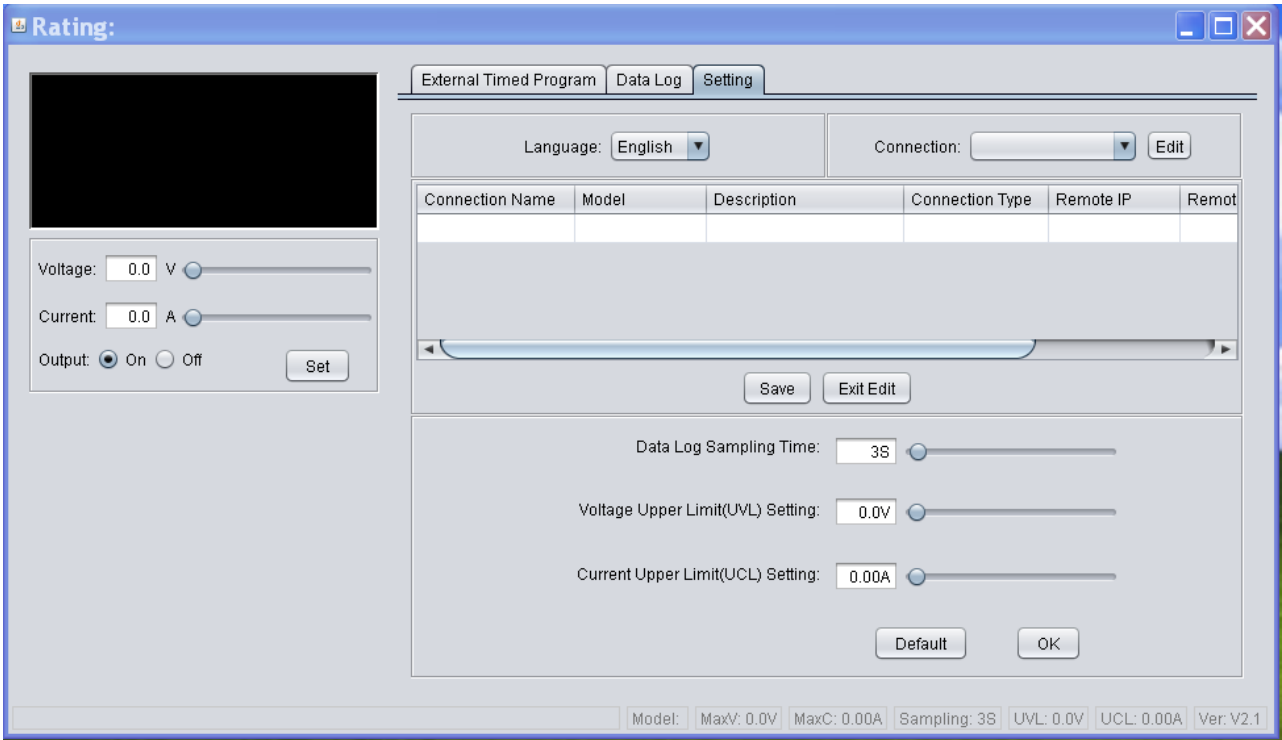 Rating:
External Timed Program Data Log Setting
Language: English Connection: Edit
Connection Name Model Description Connection Type Remote IP Remot
Voltage: 0.0 V
Current: 0.0 A
Output: On Off Set
Save Exit Edit
Data Log Sampling Time: 3S
Voltage Upper Limit(UVL) Setting: 0.0V
Current Upper Limit(UCL) Setting: 0.00A
Default OK
Model: MaxV: 0.0V MaxC: 0.00A Sampling: 3S UVL: 0.0V UCL: 0.00A Ver: V2.1